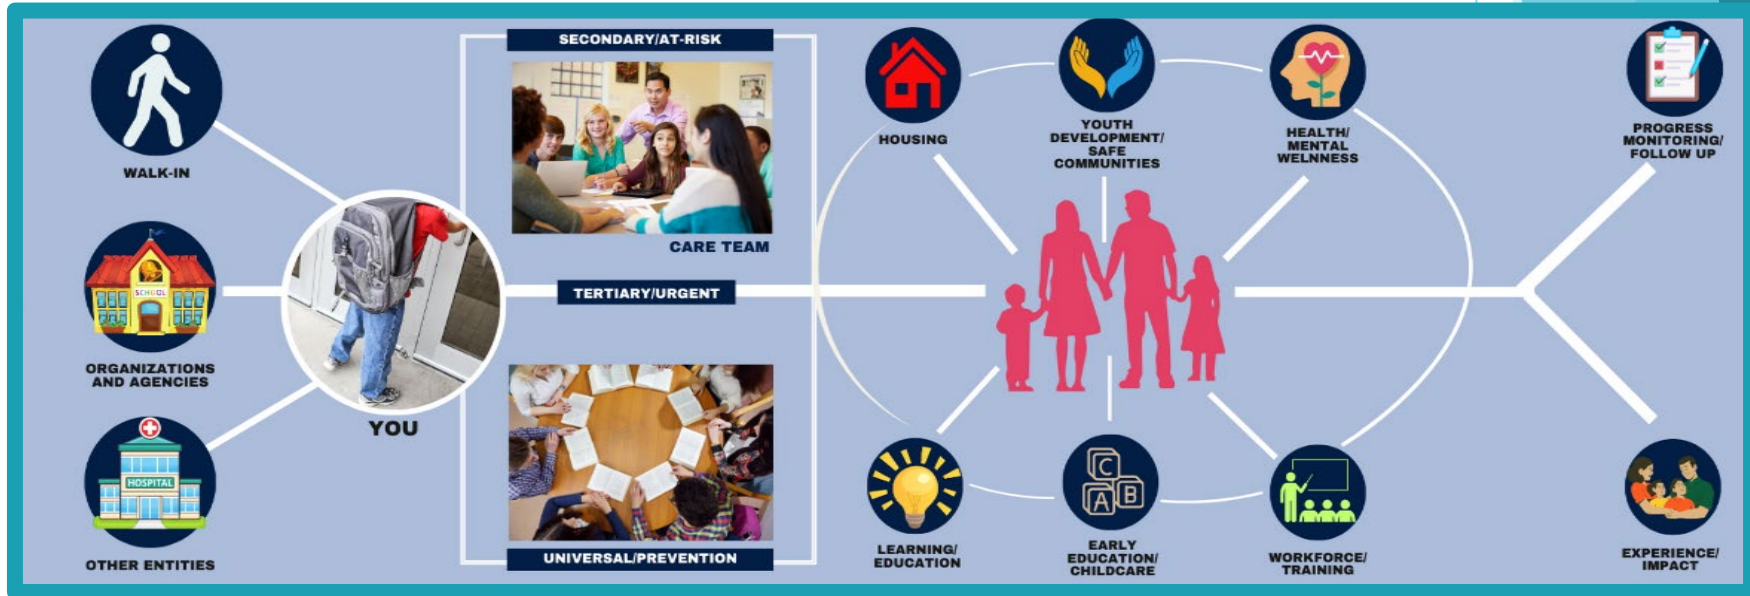 WALK-IN
SCHOOL
ORGANIZATIONS
AND AGENCIES
HOSPITAL
OTHER ENTITIES
YOU
SECONDARY/AT-RISK
CARE TEAM
TERTIARY/URGENT
UNIVERSAL/PREVENTION
HOUSING
YOUTH
DEVELOPMENT/
SAFE
COMMUNITIES
HEALTH/
MENTAL
WELNNESS
LEARNING/
EDUCATION
C
A B
EARLY
EDUCATION/
CHILDCARE
WORKFORCE/
TRAINING
PROGRESS
MONITORING/
FOLLOW UP
EXPERIENCE/
IMPACT